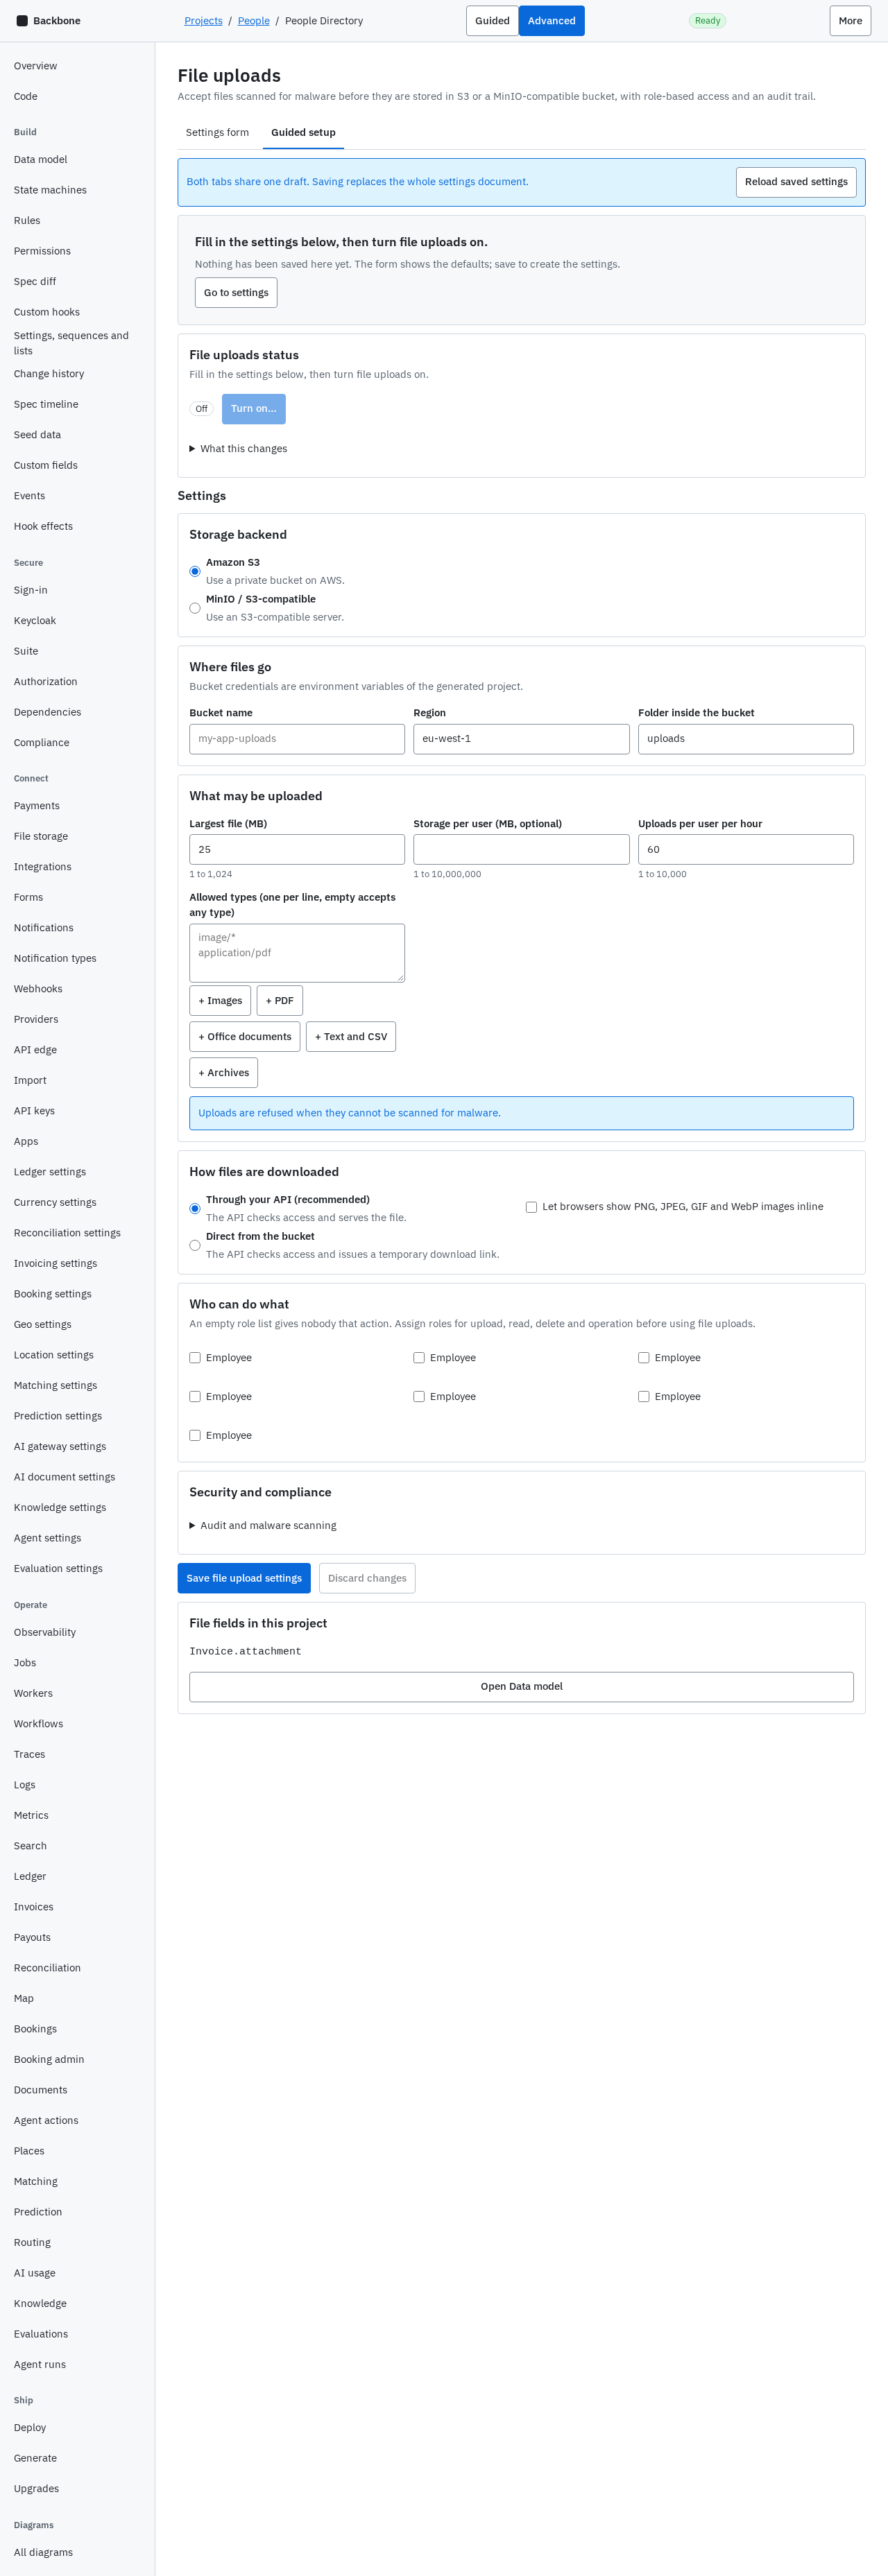 Backbone
Projects / People / People Directory
Guided
Advanced
Ready
More
Overview
Code
Build
Data model
State machines
Rules
Permissions
Spec diff
Custom hooks
Settings, sequences and
lists
Change history
Spec timeline
Seed data
Custom fields
Events
Hook effects
Secure
Sign-in
Keycloak
Suite
Authorization
Dependencies
Compliance
Connect
Payments
File storage
Integrations
Forms
Notifications
Notification types
Webhooks
Providers
API edge
Import
API keys
Apps
Ledger settings
Currency settings
Reconciliation settings
Invoicing settings
Booking settings
Geo settings
Location settings
Matching settings
Prediction settings
AI gateway settings
AI document settings
Knowledge settings
Agent settings
Evaluation settings
Operate
Observability
Jobs
Workers
Workflows
Traces
Logs
Metrics
Search
Ledger
Invoices
Payouts
Reconciliation
Map
Bookings
Booking admin
Documents
Agent actions
Places
Matching
Prediction
Routing
AI usage
Knowledge
Evaluations
Agent runs
Ship
Deploy
Generate
Upgrades
Diagrams
All diagrams
File uploads
Accept files scanned for malware before they are stored in S3 or a MinIO-compatible bucket, with role-based access and an audit trail.
Settings form
Guided setup
Both tabs share one draft. Saving replaces the whole settings document.
Reload saved settings
Fill in the settings below, then turn file uploads on.
Nothing has been saved here yet. The form shows the defaults; save to create the settings.
Go to settings
File uploads status
Fill in the settings below, then turn file uploads on.
Off
Turn on...
What this changes
Settings
Storage backend
Amazon S3
Use a private bucket on AWS.
MinIO / S3-compatible
Use an S3-compatible server.
Where files go
Bucket credentials are environment variables of the generated project.
Bucket name
Region
Folder inside the bucket
my-app-uploads
eu-west-1
uploads
What may be uploaded
Largest file (MB)
Storage per user (MB, optional)
Uploads per user per hour
25
60
1 to 1,024
1 to 10,000,000
1 to 10,000
Allowed types (one per line, empty accepts
any type)
image/*
application/pdf
+ Images
+ PDF
+ Office documents
+ Text and CSV
+ Archives
Uploads are refused when they cannot be scanned for malware.
How files are downloaded
Through your API (recommended)
The API checks access and serves the file.
Direct from the bucket
The API checks access and issues a temporary download link.
Let browsers show PNG, JPEG, GIF and WebP images inline
Who can do what
An empty role list gives nobody that action. Assign roles for upload, read, delete and operation before using file uploads.
Employee
Employee
Employee
Employee
Employee
Employee
Employee
Security and compliance
Audit and malware scanning
Save file upload settings
Discard changes
File fields in this project
Invoice.attachment
Open Data model